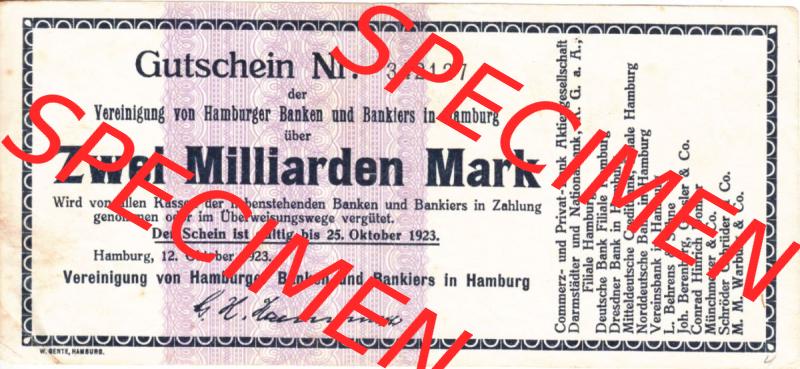 Gutschein Nr.
der
Vereinigung von Hamburger Banken und Bankiers in Hamburg
über
Zwei Milliarden Mark
Wird von allen Kassen der nebenstehenden Banken und Bankiers in Zahlung
genommen oder im Überweisungswege vergütet.
Der Schein ist gültig bis 25. Oktober 1923.
Hamburg, 12. Oktober 1923.
Vereinigung von Hamburger Banken und Bankiers in Hamburg
W. GENTE, HAMBURG.
Commerz- und Privat-Bank Aktiengesellschaft
Darmstädter und Nationalbank, K. G. a. A.,
Filiale Hamburg
Deutsche Bank Filiale Hamburg
Dresdner Bank in Hamburg
Mitteldeutsche Creditbank, Filiale Hamburg
Norddeutsche Bank in Hamburg
Vereinsbank in Hamburg
L. Behrens & Söhne
Joh. Berenberg, Gossler & Co.
Conrad Hinrich Donner
Münchmeyer & Co.
Schröder Gebrüder & Co.
M. M. Warburg & Co.
SPECIMEN
SPECIMEN